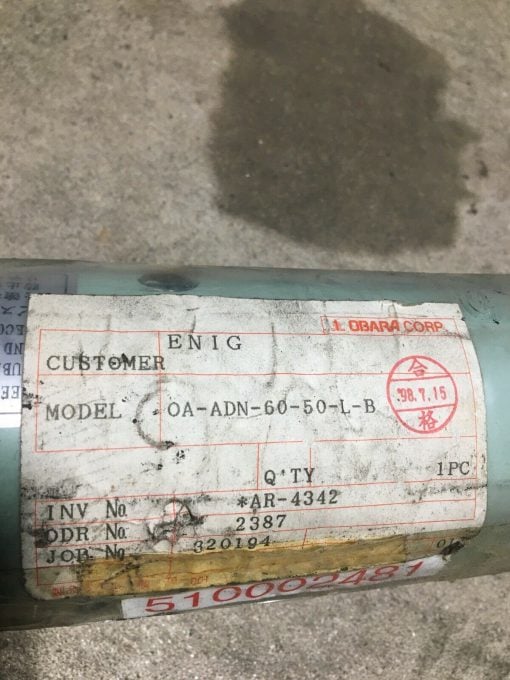 OBARA CORP.
ENIG
CUSTOMER
MODEL OA-ADN-60-50-L-B
合
'98.7.15
格
Q'TY 1PC
INV No. *AR-4342
ODR No. 2387
JOB No. 320194
510002481